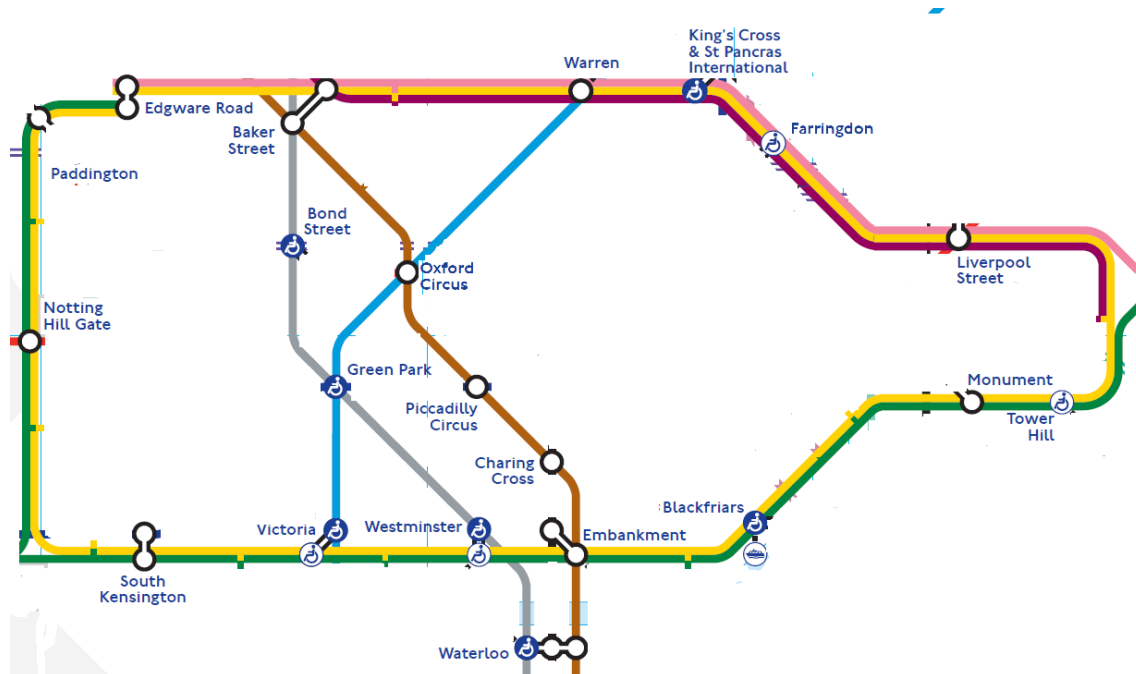 King's Cross
& St Pancras
International
Warren
Edgware Road
Baker
Street
Farringdon
Paddington
Bond
Street
Oxford
Circus
Liverpool
Street
Notting
Hill Gate
Green Park
Piccadilly
Circus
Monument
Tower
Hill
Charing
Cross
Blackfriars
Victoria
Westminster
Embankment
South
Kensington
Waterloo